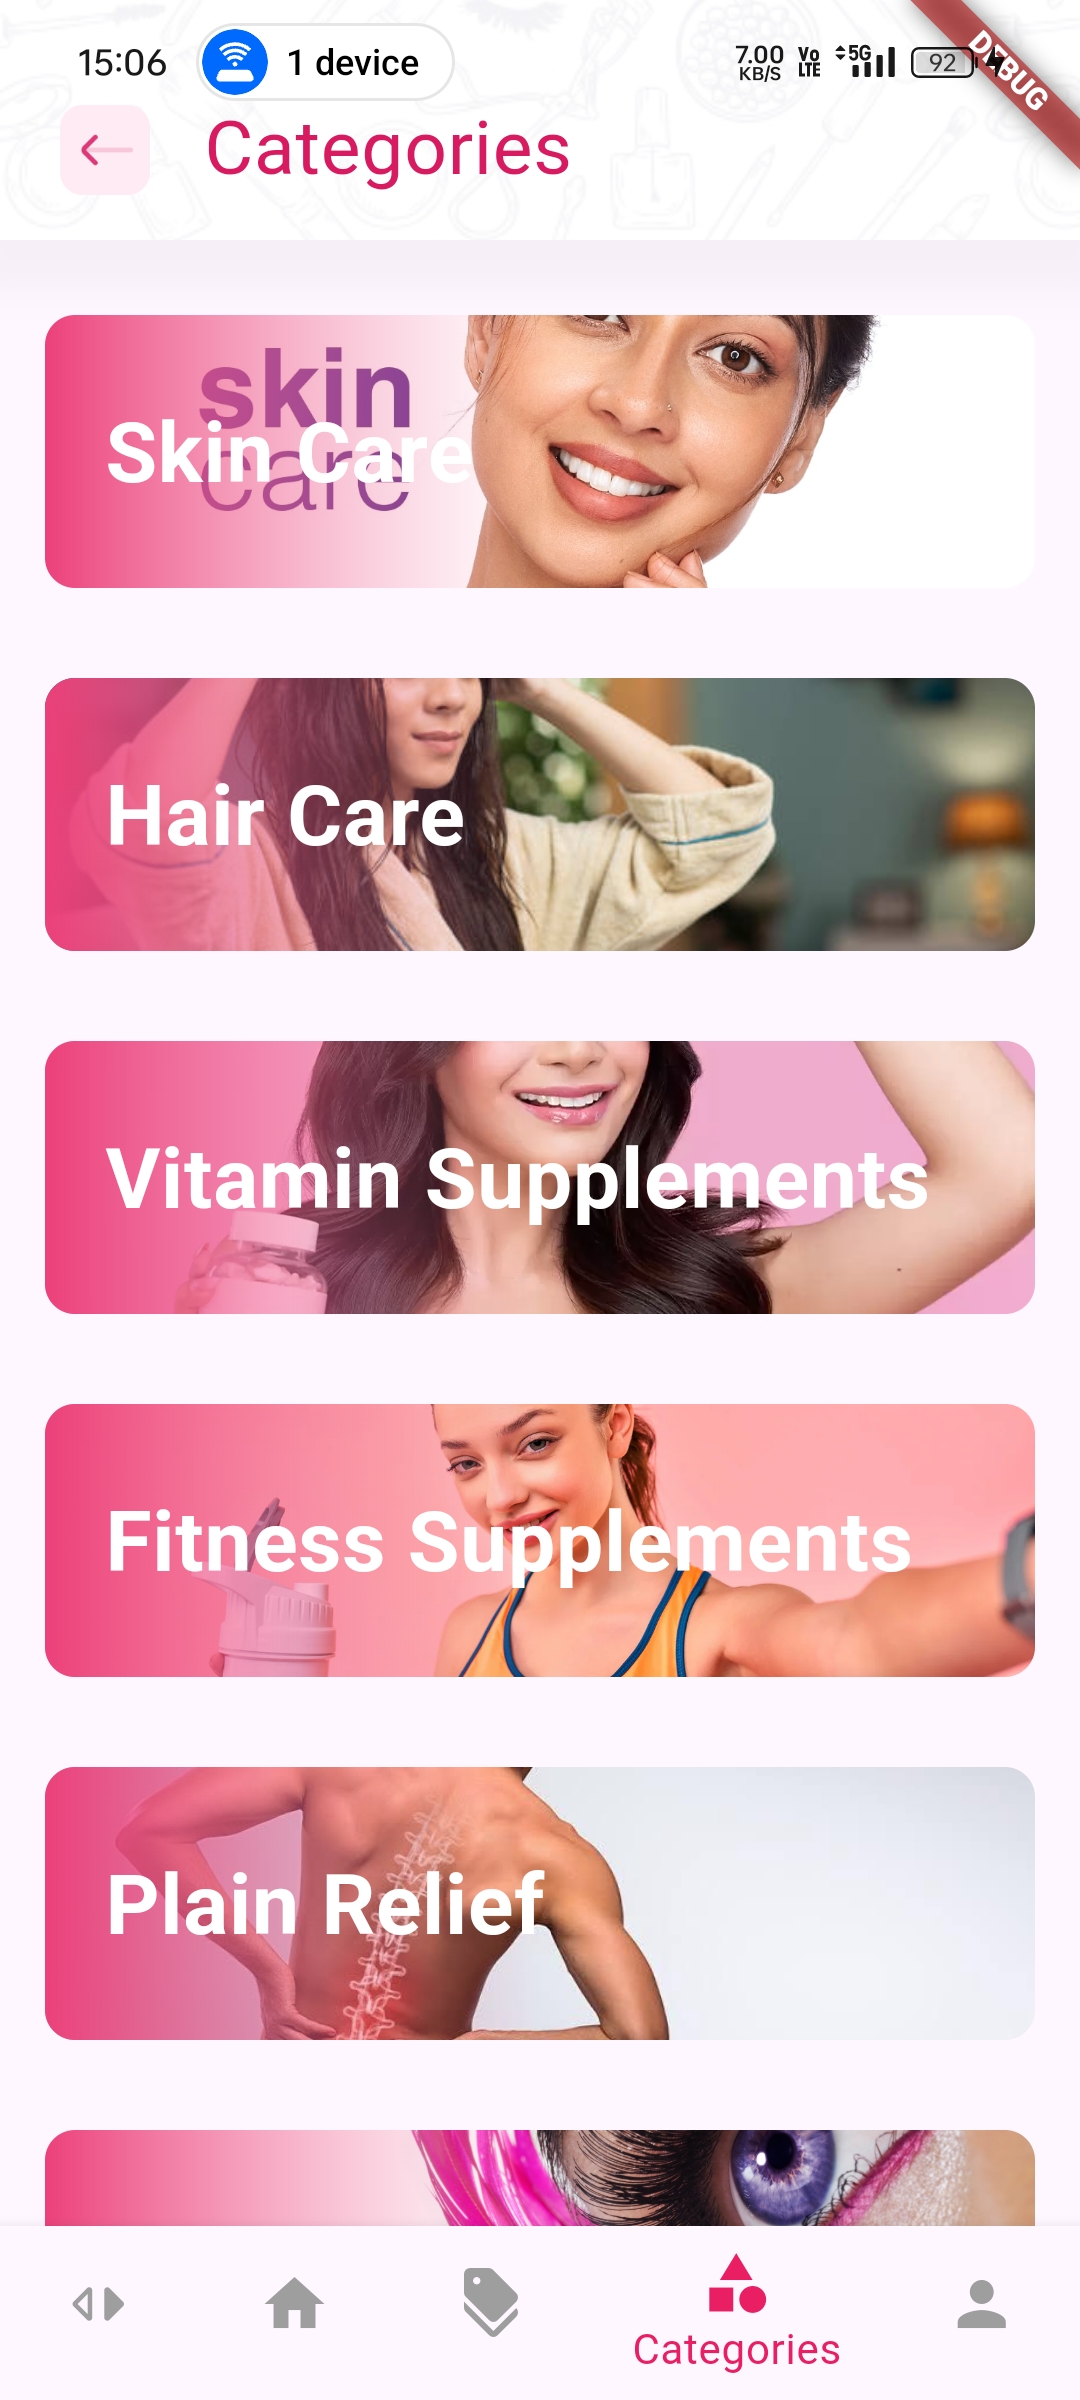 15:06 1 device 7.00 KB/S Vo LTE 5G 92
DEBUG
Categories
skin
care
Skin Care
Hair Care
Vitamin Supplements
Fitness Supplements
Plain Relief
Categories